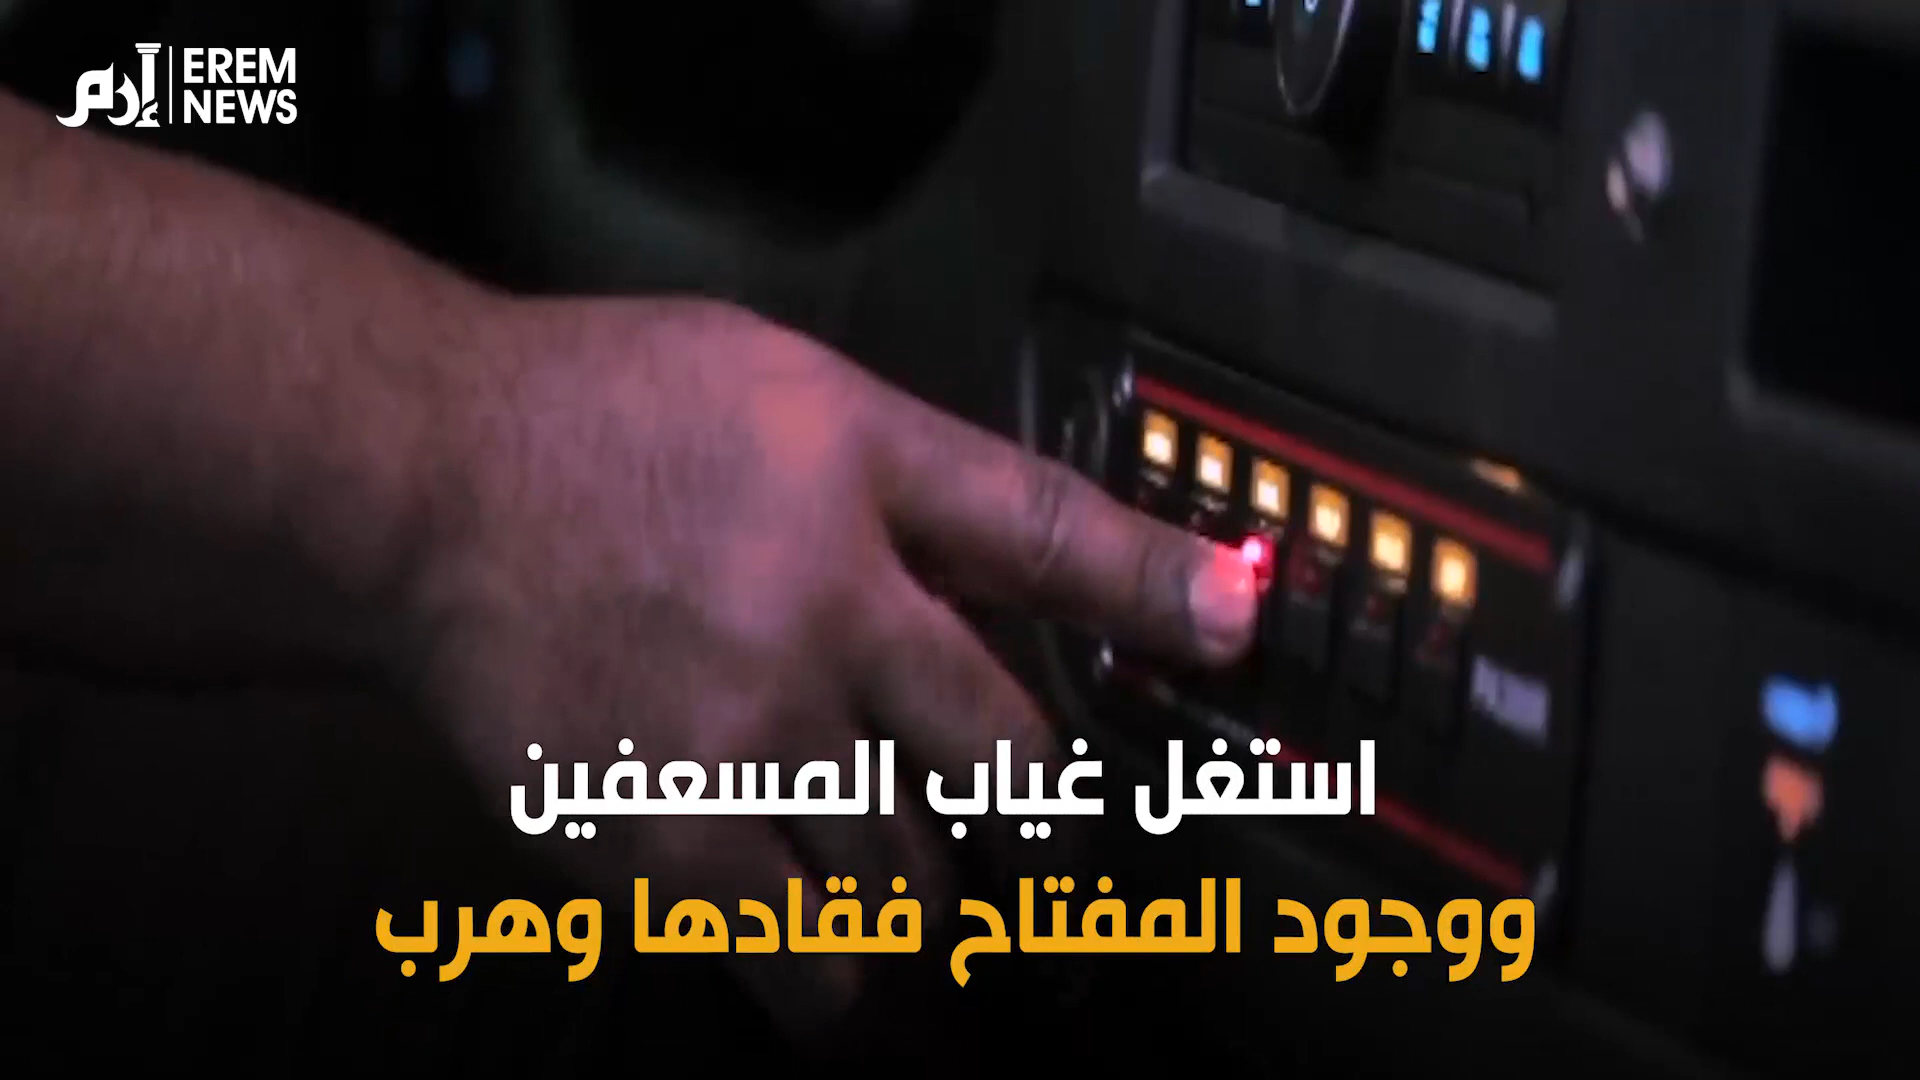 إرم
EREM
NEWS
استغل غياب المسعفين
ووجود المفتاح فقادها وهرب